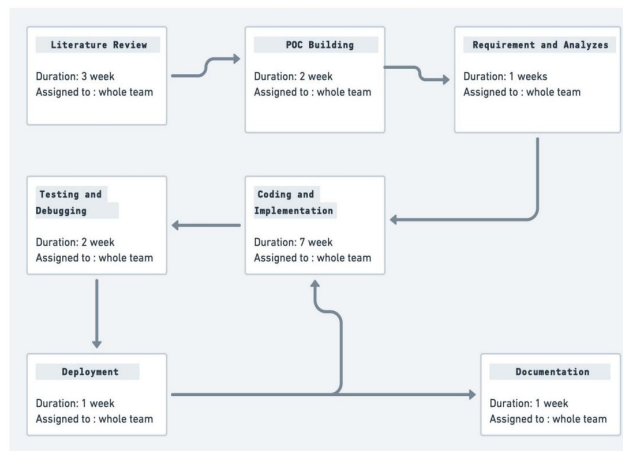 Literature Review
Duration: 3 week
Assigned to : whole team
POC Building
Duration: 2 week
Assigned to : whole team
Requirement and Analyzes
Duration: 1 weeks
Assigned to : whole team
Testing and
Debugging
Duration: 2 week
Assigned to : whole team
Coding and
Implementation
Duration: 7 week
Assigned to : whole team
Deployment
Duration: 1 week
Assigned to : whole team
Documentation
Duration: 1 week
Assigned to : whole team